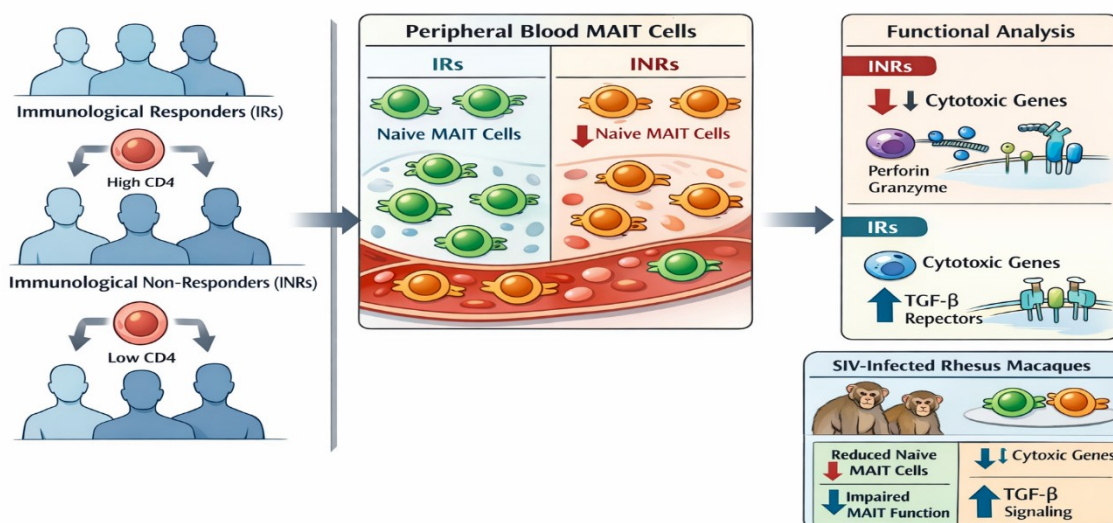 Immunological Responders (IRs)
High CD4
Immunological Non-Responders (INRs)
Low CD4
Peripheral Blood MAIT Cells
IRs
INRs
Naive MAIT Cells
Naive MAIT Cells
Functional Analysis
INRs
Cytotoxic Genes
Perforin
Granzyme
IRs
Cytotoxic Genes
TGF-β
Repectors
SIV-Infected Rhesus Macaques
Reduced Naive
MAIT Cells
Impaired
MAIT Function
Cytoxic Genes
TGF-β
Signaling